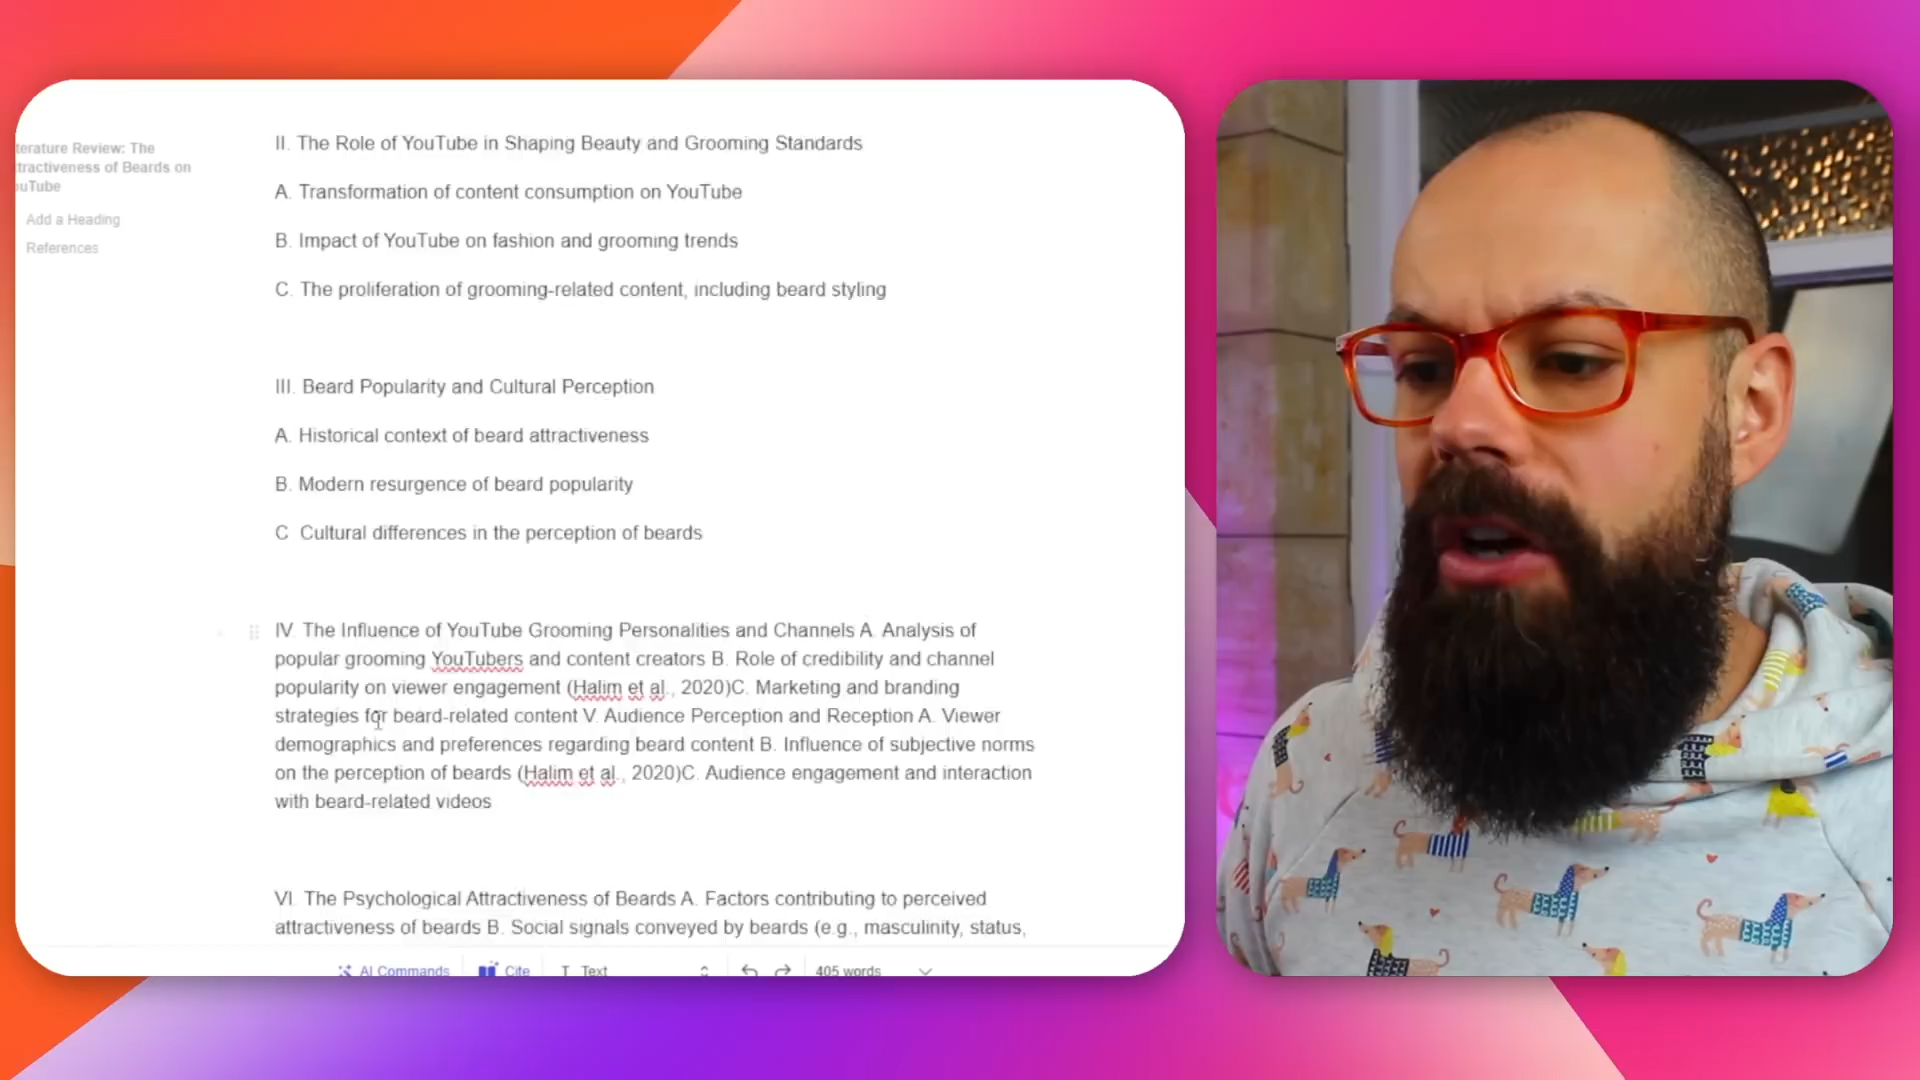 terature Review: The
tractiveness of Beards on
uTube
Add a Heading
References
II. The Role of YouTube in Shaping Beauty and Grooming Standards
A. Transformation of content consumption on YouTube
B. Impact of YouTube on fashion and grooming trends
C. The proliferation of grooming-related content, including beard styling
III. Beard Popularity and Cultural Perception
A. Historical context of beard attractiveness
B. Modern resurgence of beard popularity
C Cultural differences in the perception of beards
IV. The Influence of YouTube Grooming Personalities and Channels A. Analysis of
popular grooming YouTubers and content creators B. Role of credibility and channel
popularity on viewer engagement (Halim et al., 2020)C. Marketing and branding
strategies for beard-related content V. Audience Perception and Reception A. Viewer
demographics and preferences regarding beard content B. Influence of subjective norms
on the perception of beards (Halim et al., 2020)C. Audience engagement and interaction
with beard-related videos
VI. The Psychological Attractiveness of Beards A. Factors contributing to perceived
attractiveness of beards B. Social signals conveyed by beards (e.g., masculinity, status,
AI Commands Cite T Text 405 words